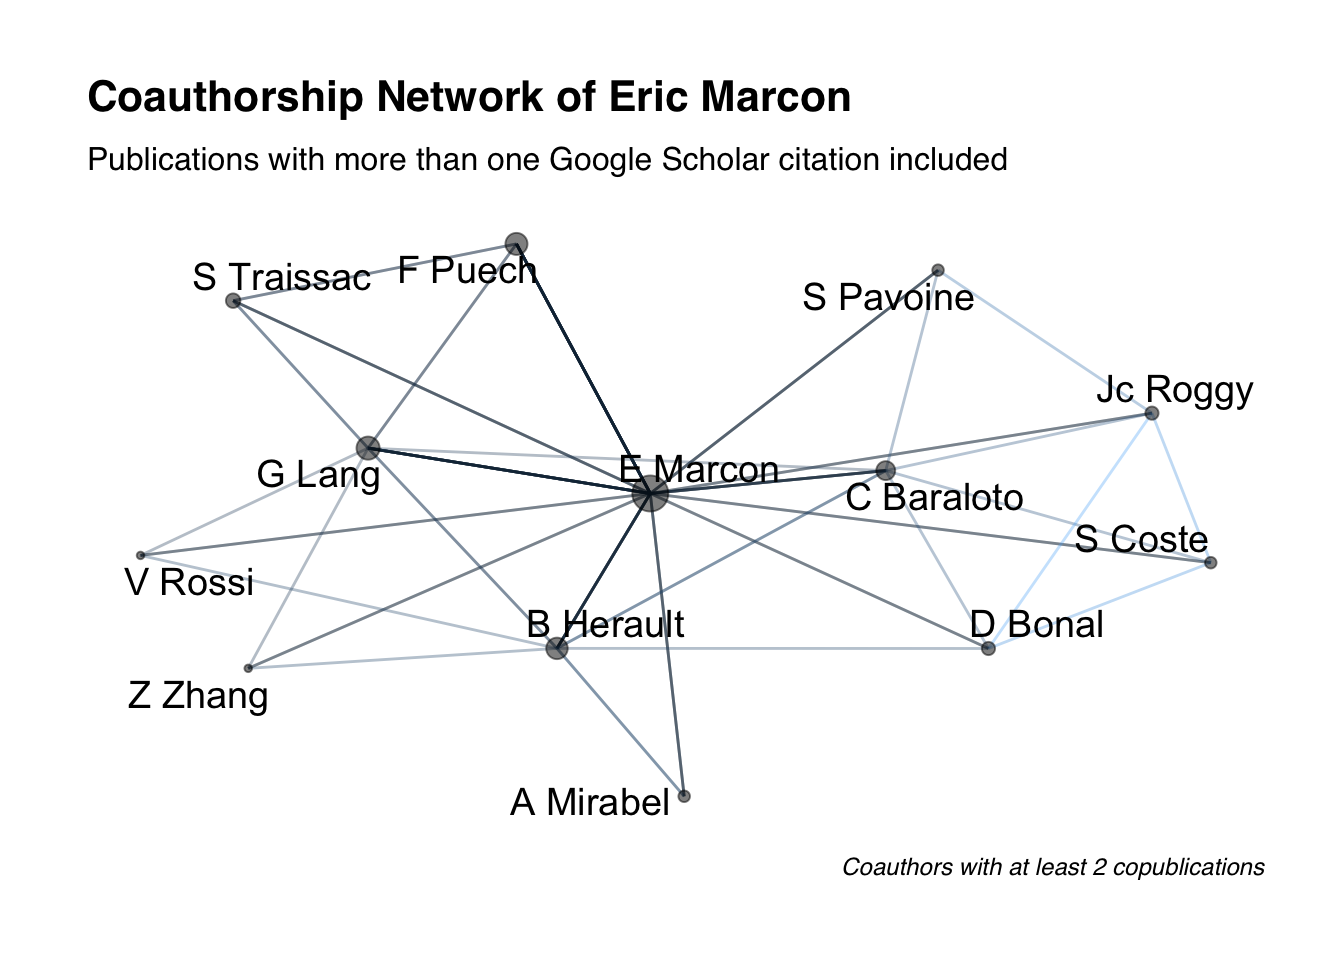 Coauthorship Network of Eric Marcon
Publications with more than one Google Scholar citation included
S Traissac
F Puech
S Pavoine
Jc Roggy
G Lang
E Marcon
C Baraloto
S Coste
V Rossi
B Herault
D Bonal
Z Zhang
A Mirabel
Coauthors with at least 2 copublications